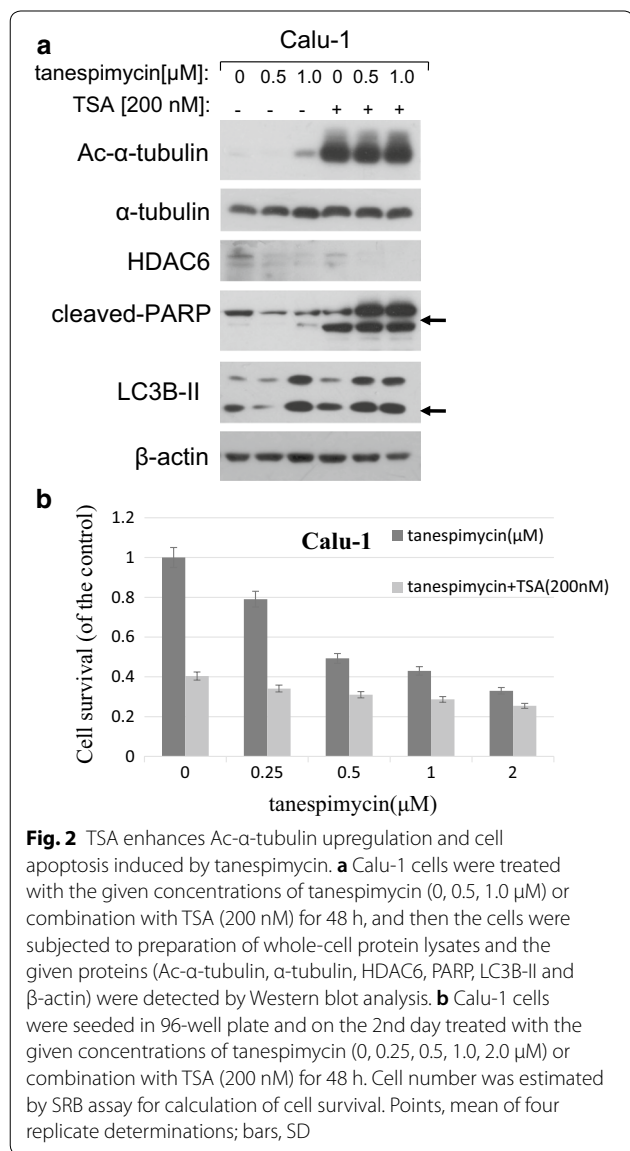 a
Calu-1
tanespimycin[µM]: 0 0.5 1.0 0 0.5 1.0
TSA [200 nM]: - - - + + +
Ac-α-tubulin
α-tubulin
HDAC6
cleaved-PARP
LC3B-II
β-actin
b
Cell survival (of the control)
1.2
1
0.8
0.6
0.4
0.2
0
Calu-1
tanespimycin(µM)
tanespimycin+TSA(200nM)
0 0.25 0.5 1 2
tanespimycin(µM)
Fig. 2 TSA enhances Ac-α-tubulin upregulation and cell
apoptosis induced by tanespimycin. a Calu-1 cells were treated
with the given concentrations of tanespimycin (0, 0.5, 1.0 µM) or
combination with TSA (200 nM) for 48 h, and then the cells were
subjected to preparation of whole-cell protein lysates and the
given proteins (Ac-α-tubulin, α-tubulin, HDAC6, PARP, LC3B-II and
β-actin) were detected by Western blot analysis. b Calu-1 cells
were seeded in 96-well plate and on the 2nd day treated with the
given concentrations of tanespimycin (0, 0.25, 0.5, 1.0, 2.0 µM) or
combination with TSA (200 nM) for 48 h. Cell number was estimated
by SRB assay for calculation of cell survival. Points, mean of four
replicate determinations; bars, SD